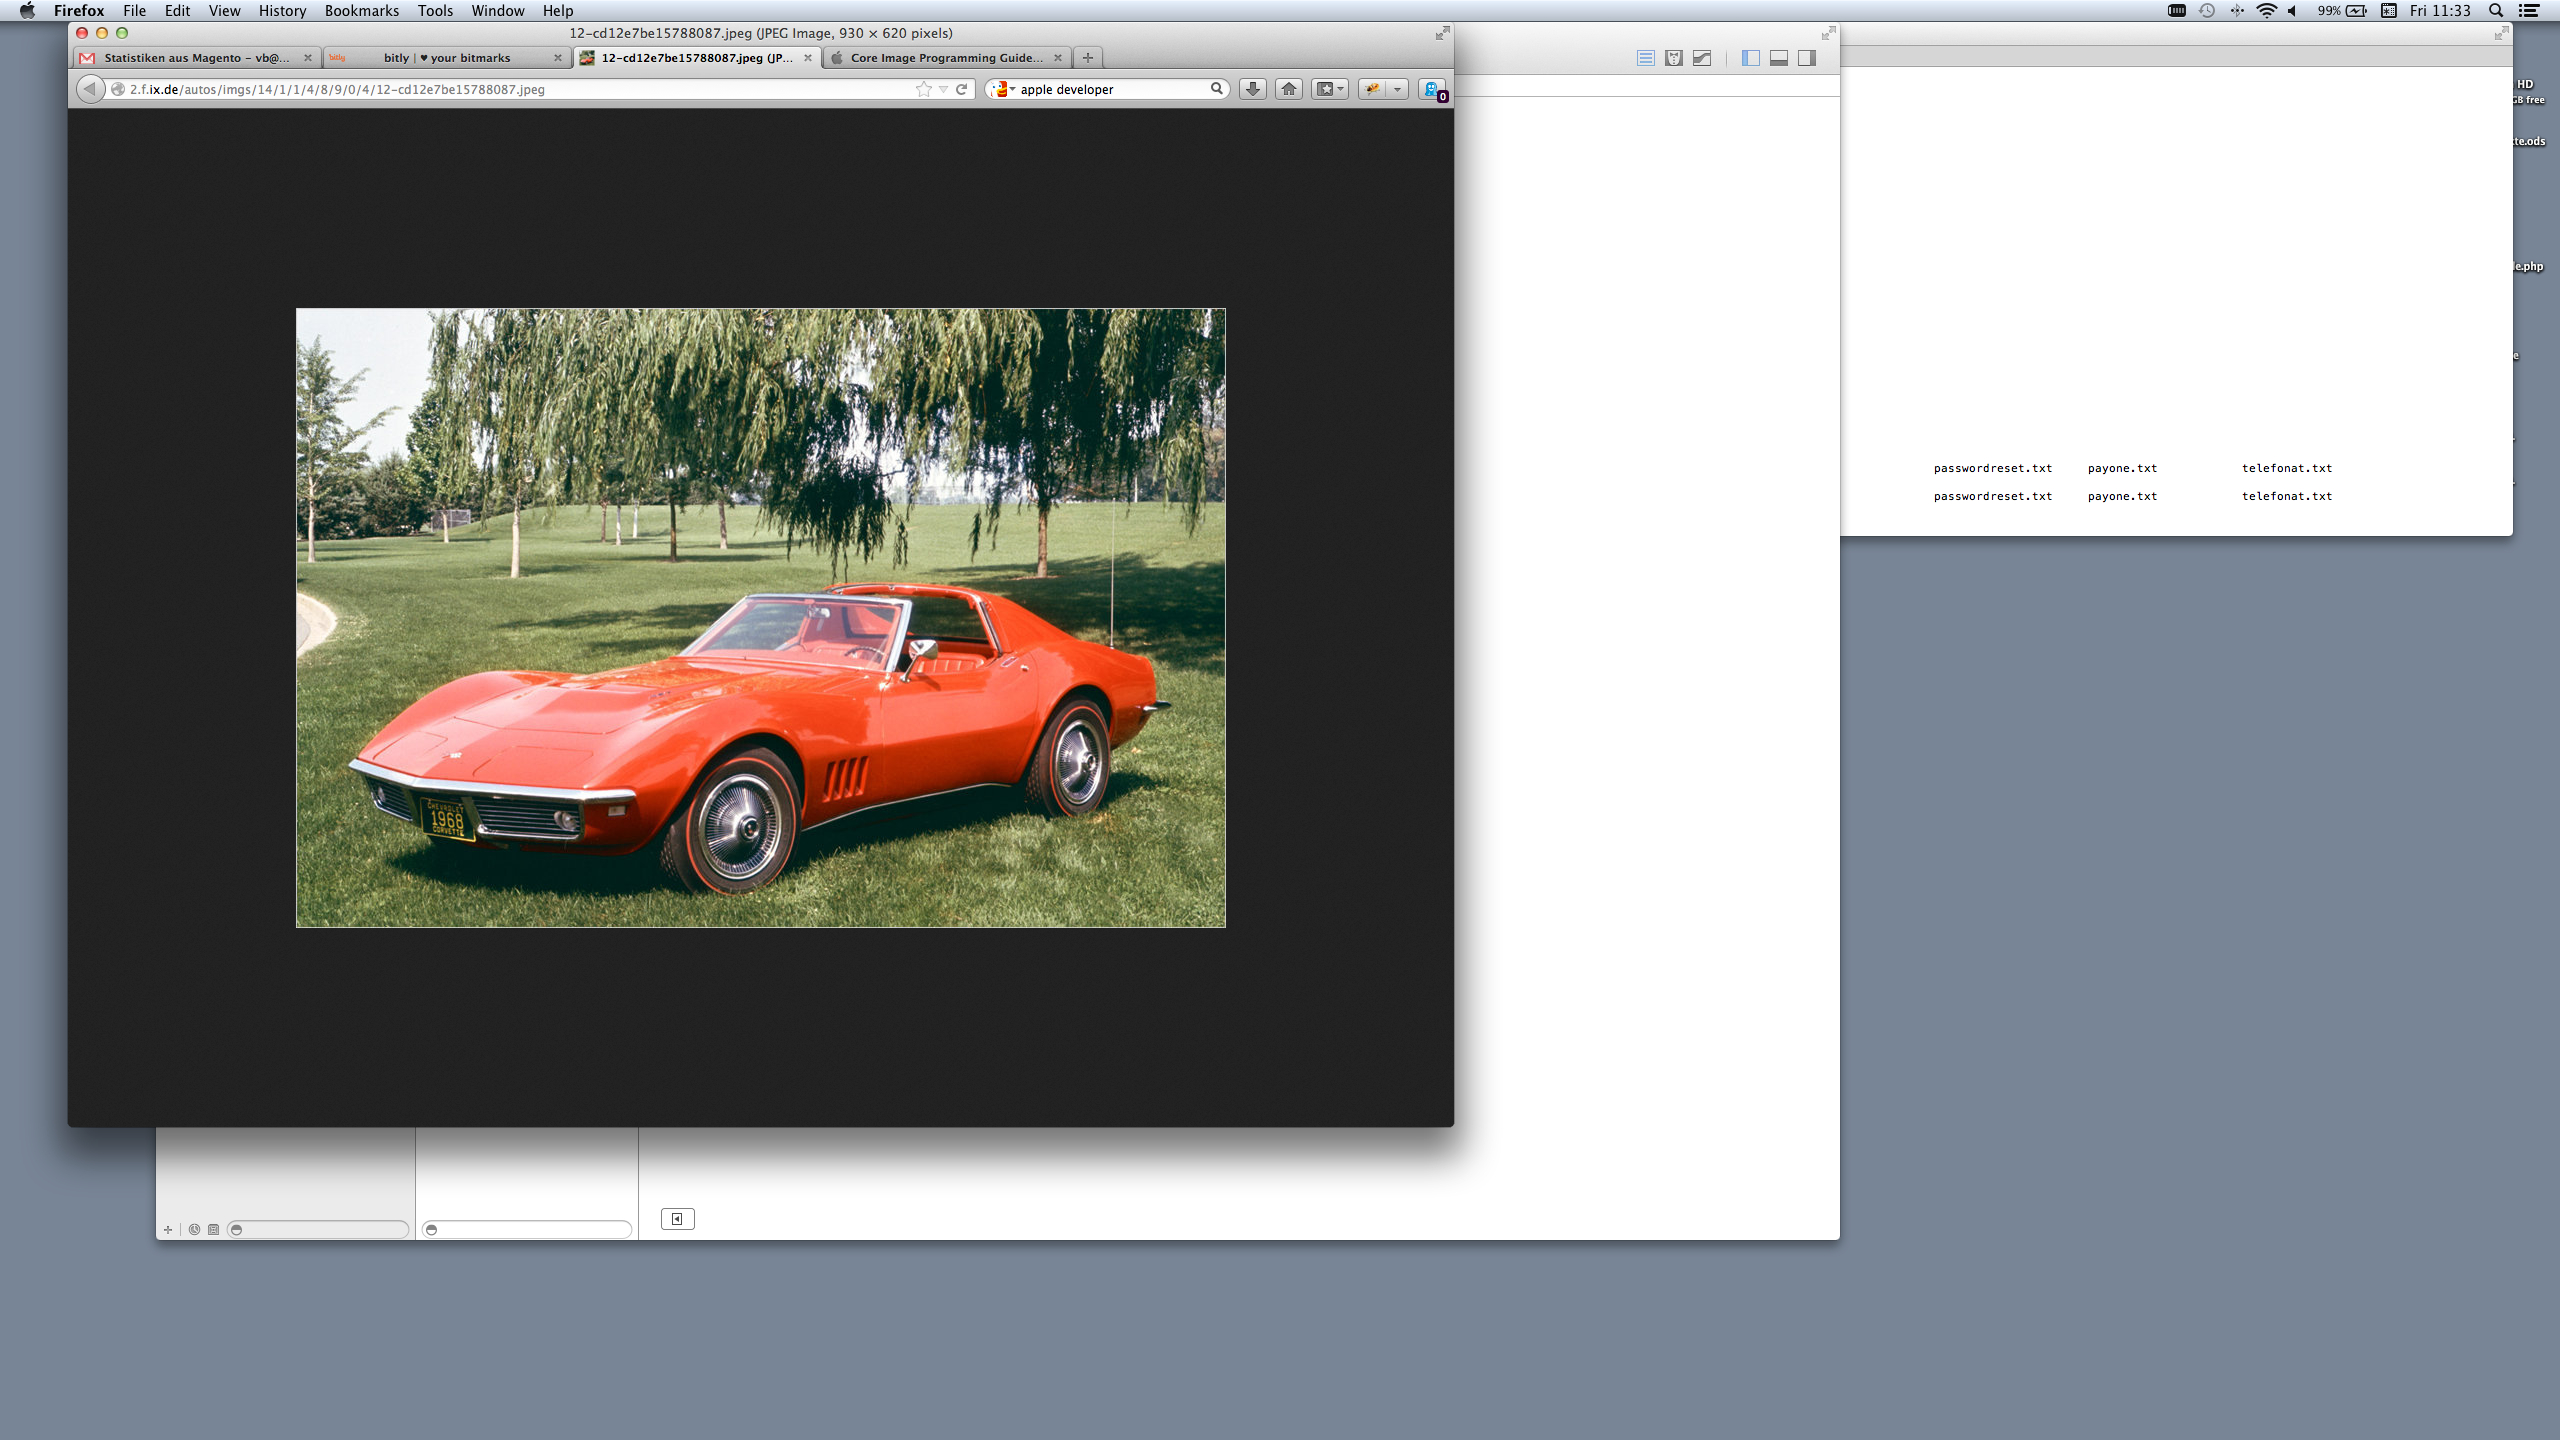 Firefox File Edit View History Bookmarks Tools Window Help 99% Fri 11:33
12-cd12e7be15788087.jpeg (JPEG Image, 930 × 620 pixels)
Statistiken aus Magento – vb@... bitly bitly | ♥ your bitmarks 12-cd12e7be15788087.jpeg (JP... Core Image Programming Guide...
2.f.ix.de/autos/imgs/14/1/1/4/8/9/0/4/12-cd12e7be15788087.jpeg apple developer 0
HD
GB free
te.ods
le.php
e
passwordreset.txt payone.txt telefonat.txt
passwordreset.txt payone.txt telefonat.txt
CHEVROLET
1968
CORVETTE